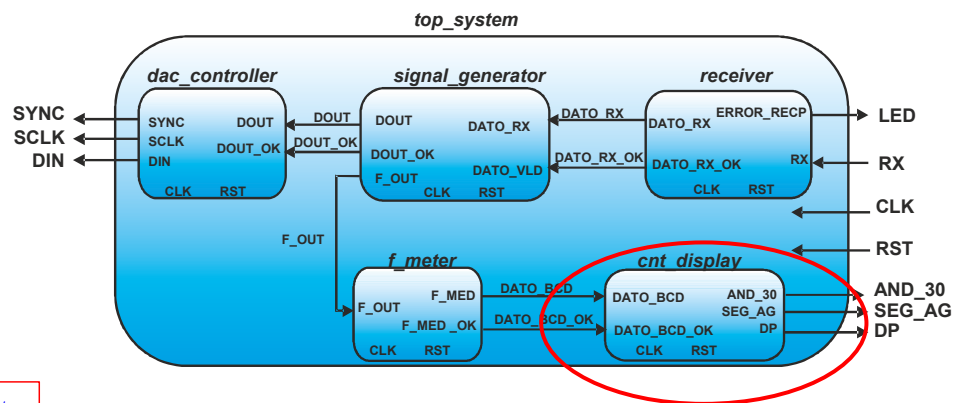 top_system
dac_controller
signal_generator
receiver
SYNC
SCLK
DIN
SYNC
SCLK
DIN
DOUT
DOUT_OK
CLK RST
DOUT
DOUT_OK
DOUT
DOUT_OK
F_OUT
DATO_RX
DATO_VLD
CLK RST
DATO_RX
DATO_RX_OK
DATO_RX
DATO_RX_OK
ERROR_RECP
RX
CLK RST
LED
RX
CLK
RST
F_OUT
f_meter
F_OUT
F_MED
F_MED _OK
CLK RST
DATO_BCD
DATO_BCD_OK
cnt_display
DATO_BCD
DATO_BCD_OK
AND_30
SEG_AG
DP
CLK RST
AND_30
SEG_AG
DP